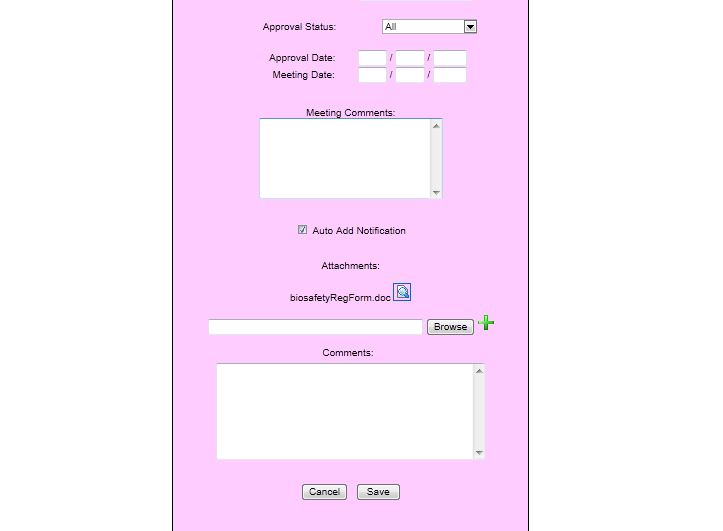 Approval Status: All
Approval Date: / /
Meeting Date: / /
Meeting Comments:
Auto Add Notification
Attachments:
biosafetyRegForm.doc
Browse
Comments:
Cancel Save